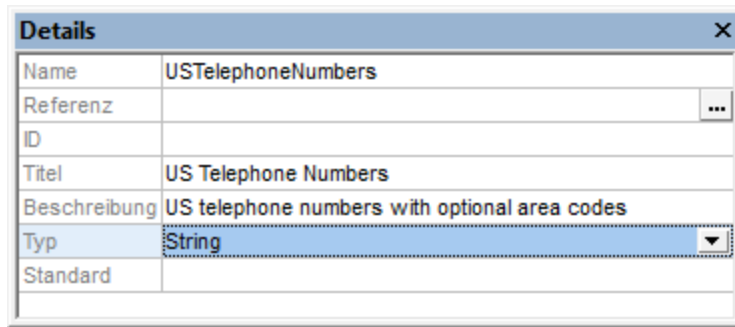 Details
Name USTelephoneNumbers
Referenz ...
ID
Titel US Telephone Numbers
Beschreibung US telephone numbers with optional area codes
Typ String
Standard